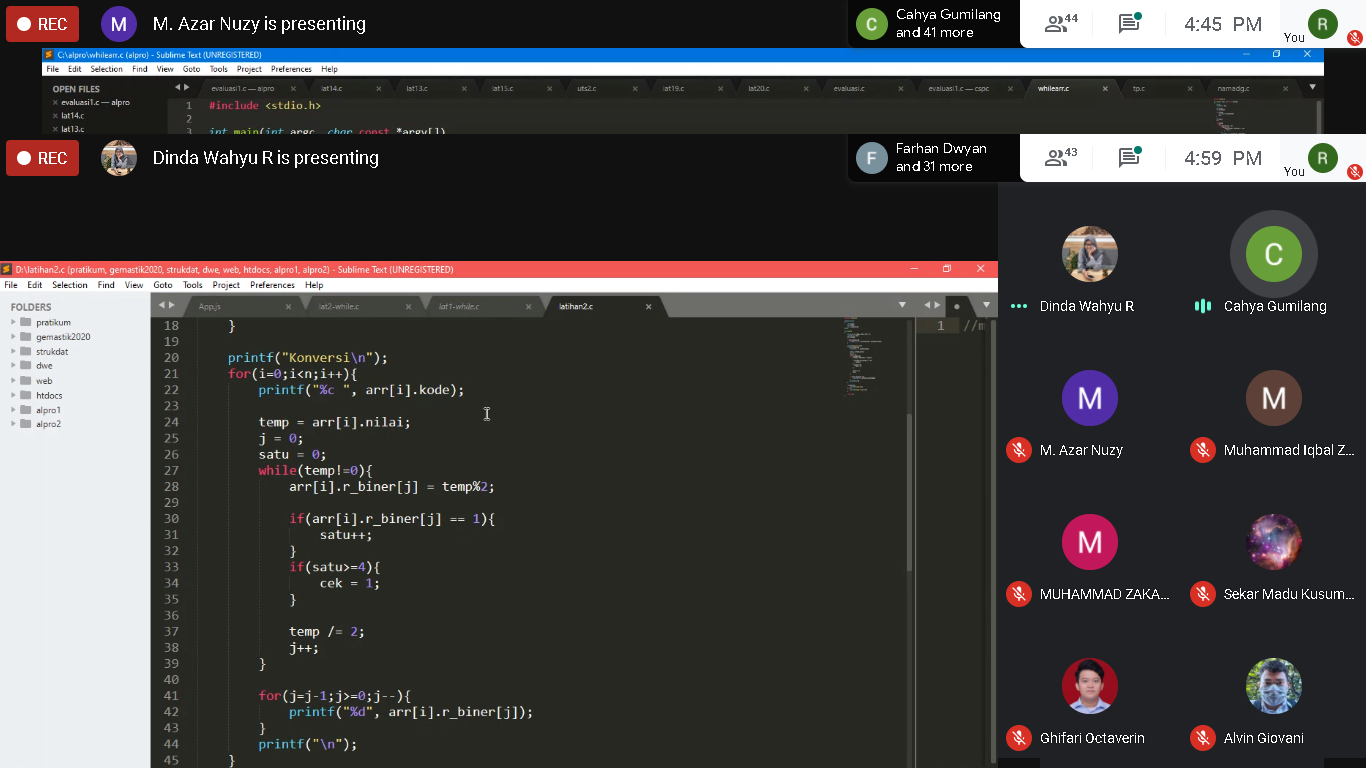 REC M M. Azar Nuzy is presenting C Cahya Gumilang and 41 more 44 4:45 PM You R
C:\alpro\whilearr.c (alpro) - Sublime Text (UNREGISTERED)
File Edit Selection Find View Goto Tools Project Preferences Help
OPEN FILES
evaluasi1.c — alpro
lat14.c
lat13.c
evaluasi1.c — alpro lat14.c lat13.c lat15.c uts2.c lat19.c lat20.c evaluasi.c evaluasi1.c — cspc whilearr.c tp.c namadg.c
1 #include <stdio.h>
2
3 int main(int argc, char const *argv[])
REC Dinda Wahyu R is presenting F Farhan Dwyan and 31 more 43 4:59 PM You R
D:\latihan2.c (pratikum, gemastik2020, strukdat, dwe, web, htdocs, alpro1, alpro2) - Sublime Text (UNREGISTERED)
File Edit Selection Find View Goto Tools Project Preferences Help
FOLDERS
pratikum
gemastik2020
strukdat
dwe
web
htdocs
alpro1
alpro2
App.js lat2-while.c lat1-while.c latihan2.c
18 }
19
20 printf("Konversi\n");
21 for(i=0;i<n;i++){
22 printf("%c ", arr[i].kode);
23
24 temp = arr[i].nilai;
25 j = 0;
26 satu = 0;
27 while(temp!=0){
28 arr[i].r_biner[j] = temp%2;
29
30 if(arr[i].r_biner[j] == 1){
31 satu++;
32 }
33 if(satu>=4){
34 cek = 1;
35 }
36
37 temp /= 2;
38 j++;
39 }
40
41 for(j=j-1;j>=0;j--){
42 printf("%d", arr[i].r_biner[j]);
43 }
44 printf("\n");
45 }
1 //m
Dinda Wahyu R
C
Cahya Gumilang
M
M. Azar Nuzy
M
Muhammad Iqbal Z...
M
MUHAMMAD ZAKA...
Sekar Madu Kusum...
Ghifari Octaverin
Alvin Giovani